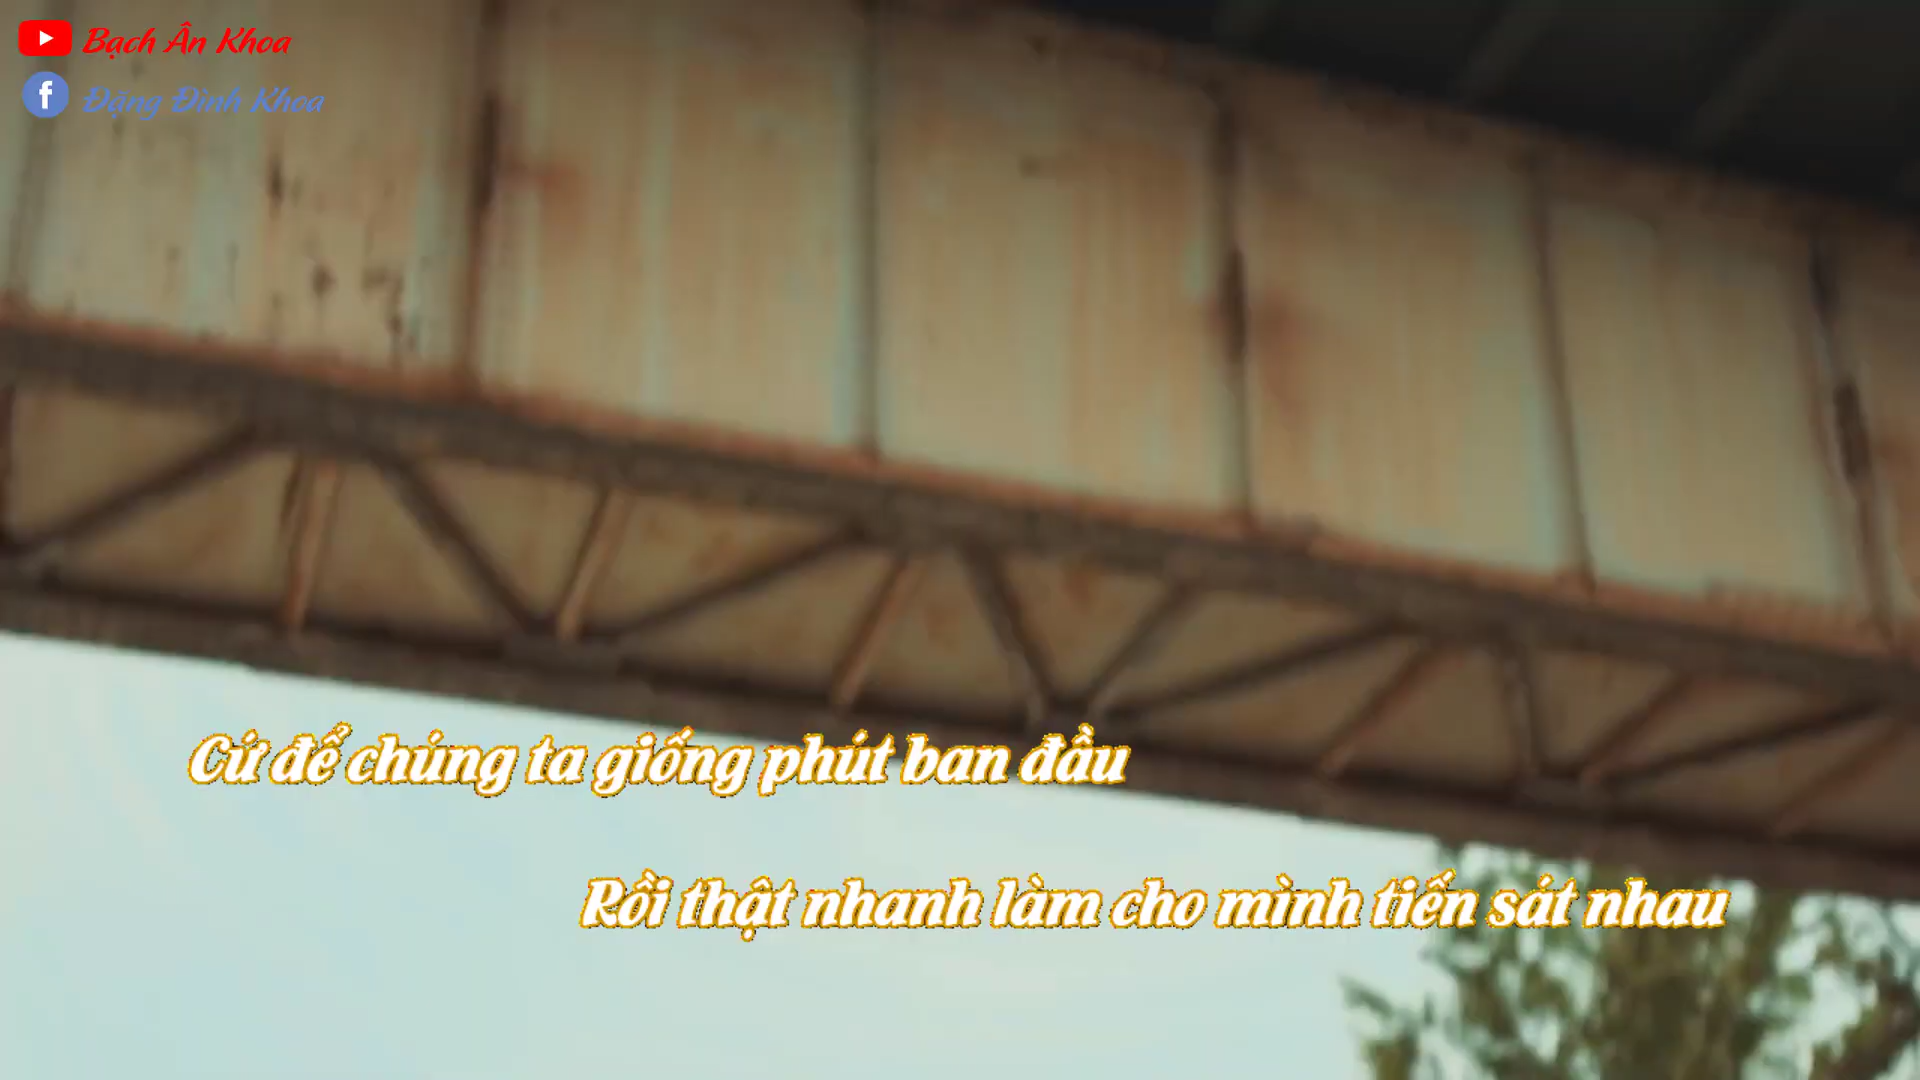 Bạch Ân Khoa
Đặng Đình Khoa
Cứ để chúng ta giống phút ban đầu
Rồi thật nhanh làm cho mình tiến sát nhau